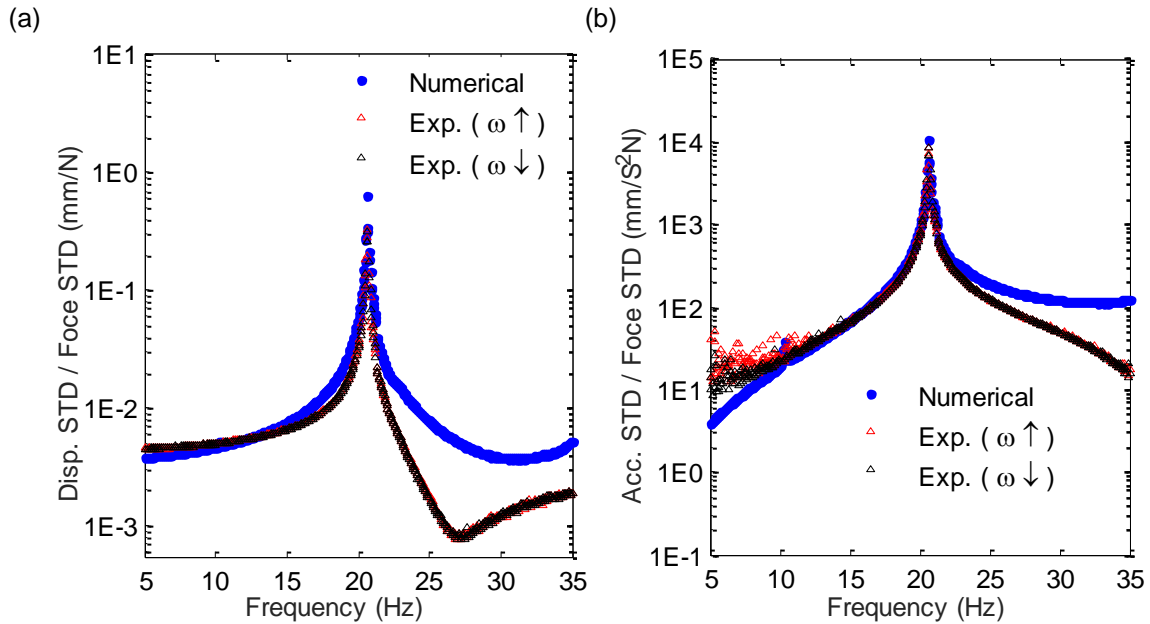 (a)
Disp. STD / Foce STD (mm/N)
1E1
1E0
1E-1
1E-2
1E-3
Numerical
Exp. ( ω ↑ )
Exp. ( ω ↓ )
5 10 15 20 25 30 35
Frequency (Hz)
(b)
Acc. STD / Foce STD (mm/S²N)
1E5
1E4
1E3
1E2
1E1
1E0
1E-1
Numerical
Exp. ( ω ↑ )
Exp. ( ω ↓ )
5 10 15 20 25 30 35
Frequency (Hz)